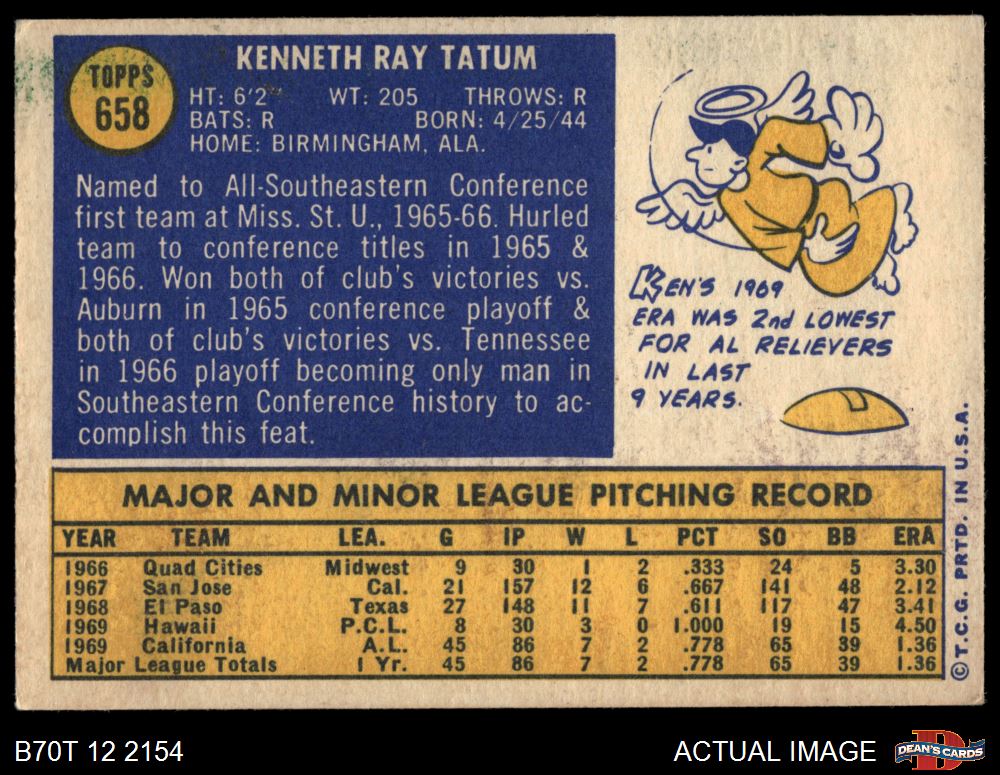 TOPPS
658
KENNETH RAY TATUM
HT: 6'2" WT: 205 THROWS: R
BATS: R BORN: 4/25/44
HOME: BIRMINGHAM, ALA.
Named to All-Southeastern Conference
first team at Miss. St. U., 1965-66. Hurled
team to conference titles in 1965 &
1966. Won both of club's victories vs.
Auburn in 1965 conference playoff &
both of club's victories vs. Tennessee
in 1966 playoff becoming only man in
Southeastern Conference history to ac-
complish this feat.
KEN'S 1969
ERA WAS 2nd LOWEST
FOR AL RELIEVERS
IN LAST
9 YEARS.
MAJOR AND MINOR LEAGUE PITCHING RECORD
YEAR TEAM LEA. G IP W L PCT SO BB ERA
1966 Quad Cities Midwest 9 30 1 2 .333 24 5 3.30
1967 San Jose Cal. 21 157 12 6 .667 141 48 2.12
1968 El Paso Texas 27 148 11 7 .611 117 47 3.41
1969 Hawaii P.C.L. 8 30 3 0 1.000 19 15 4.50
1969 California A.L. 45 86 7 2 .778 65 39 1.36
Major League Totals 1 Yr. 45 86 7 2 .778 65 39 1.36
© T.C.G. PRTD. IN U.S.A.
B70T 12 2154
ACTUAL IMAGE
DEAN'S CARDS